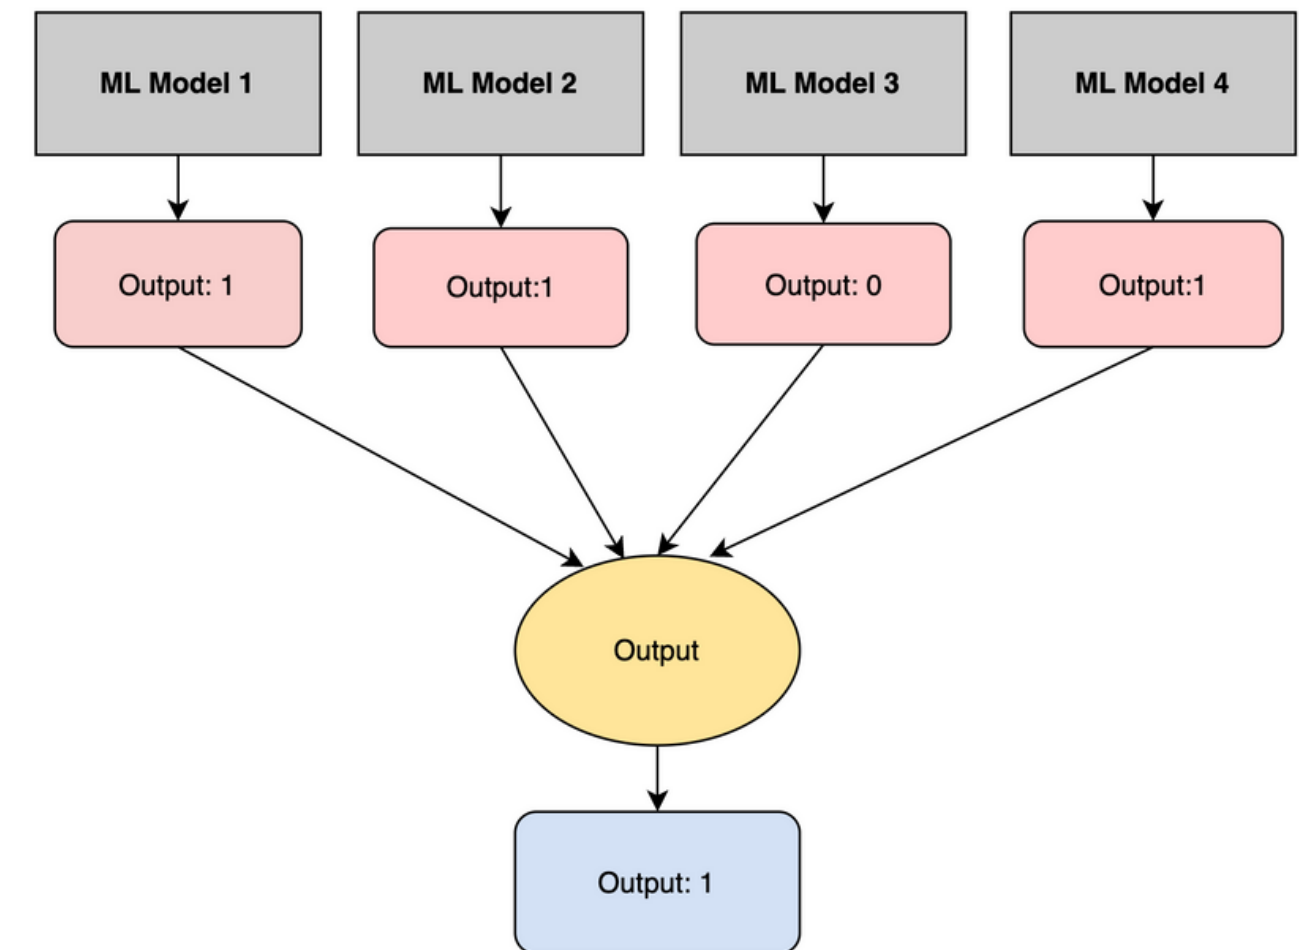 ML Model 1
ML Model 2
ML Model 3
ML Model 4
Output: 1
Output:1
Output: 0
Output:1
Output
Output: 1